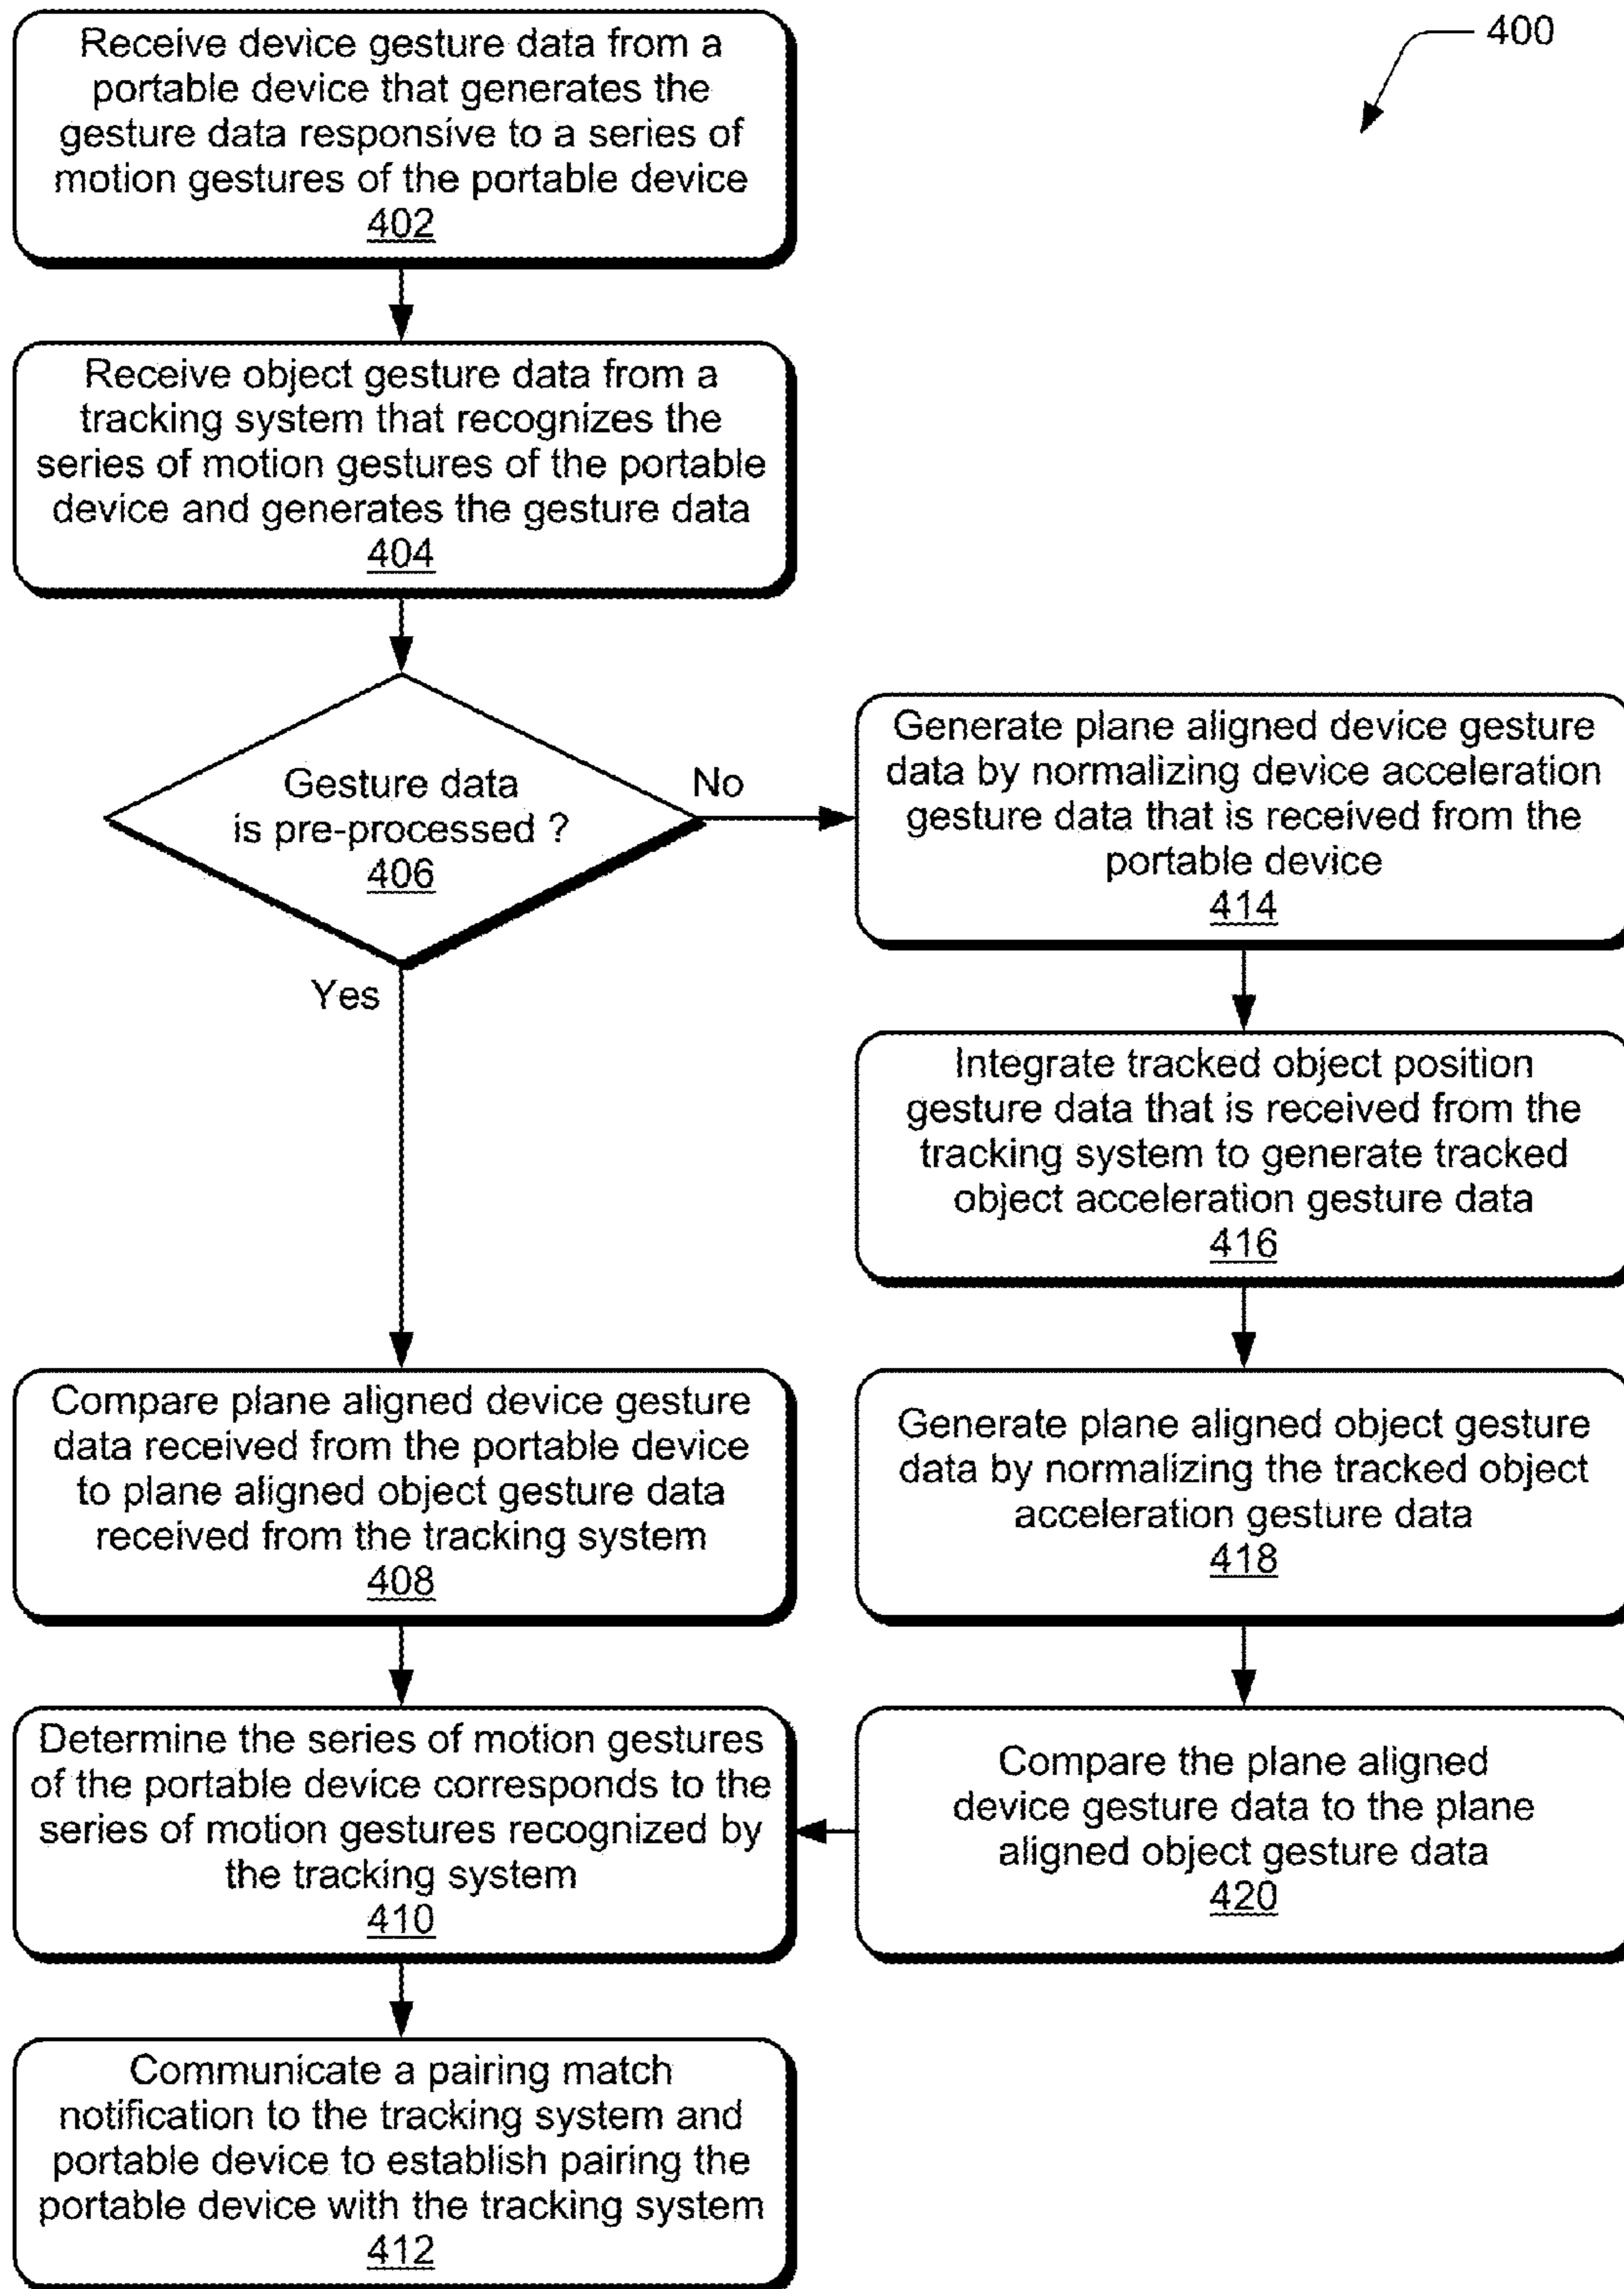 400
Receive device gesture data from a
portable device that generates the
gesture data responsive to a series of
motion gestures of the portable device
402
Receive object gesture data from a
tracking system that recognizes the
series of motion gestures of the portable
device and generates the gesture data
404
Gesture data
is pre-processed ?
406
No
Yes
Generate plane aligned device gesture
data by normalizing device acceleration
gesture data that is received from the
portable device
414
Integrate tracked object position
gesture data that is received from the
tracking system to generate tracked
object acceleration gesture data
416
Compare plane aligned device gesture
data received from the portable device
to plane aligned object gesture data
received from the tracking system
408
Generate plane aligned object gesture
data by normalizing the tracked object
acceleration gesture data
418
Determine the series of motion gestures
of the portable device corresponds to the
series of motion gestures recognized by
the tracking system
410
Compare the plane aligned
device gesture data to the plane
aligned object gesture data
420
Communicate a pairing match
notification to the tracking system and
portable device to establish pairing the
portable device with the tracking system
412